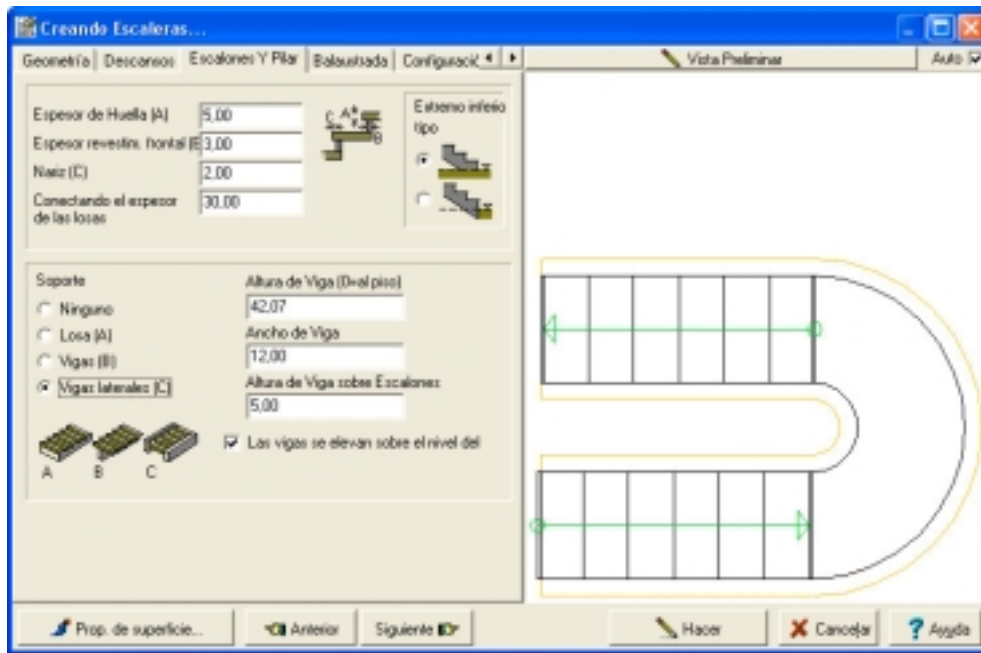 Creando Escaleras...
Geometría Descansos Escalones Y Pilar Balaustrada Configuració
Vista Preliminar Auto
Espesor de Huella (A) 5,00
Espesor revestim. frontal (E 3,00
Nariz (C) 2.00
Conectando el espesor de las losas 30.00
C A B
Extremo inferio
tipo
Soporte
Ninguno
Losa (A)
Vigas (B)
Vigas laterales (C)
A B C
Altura de Viga (0=al piso)
42,07
Ancho de Viga
12,00
Altura de Viga sobre Escalones
5,00
Las vigas se elevan sobre el nivel del
Prop. de superficie... Anterior Siguiente Hacer Cancelar Ayuda